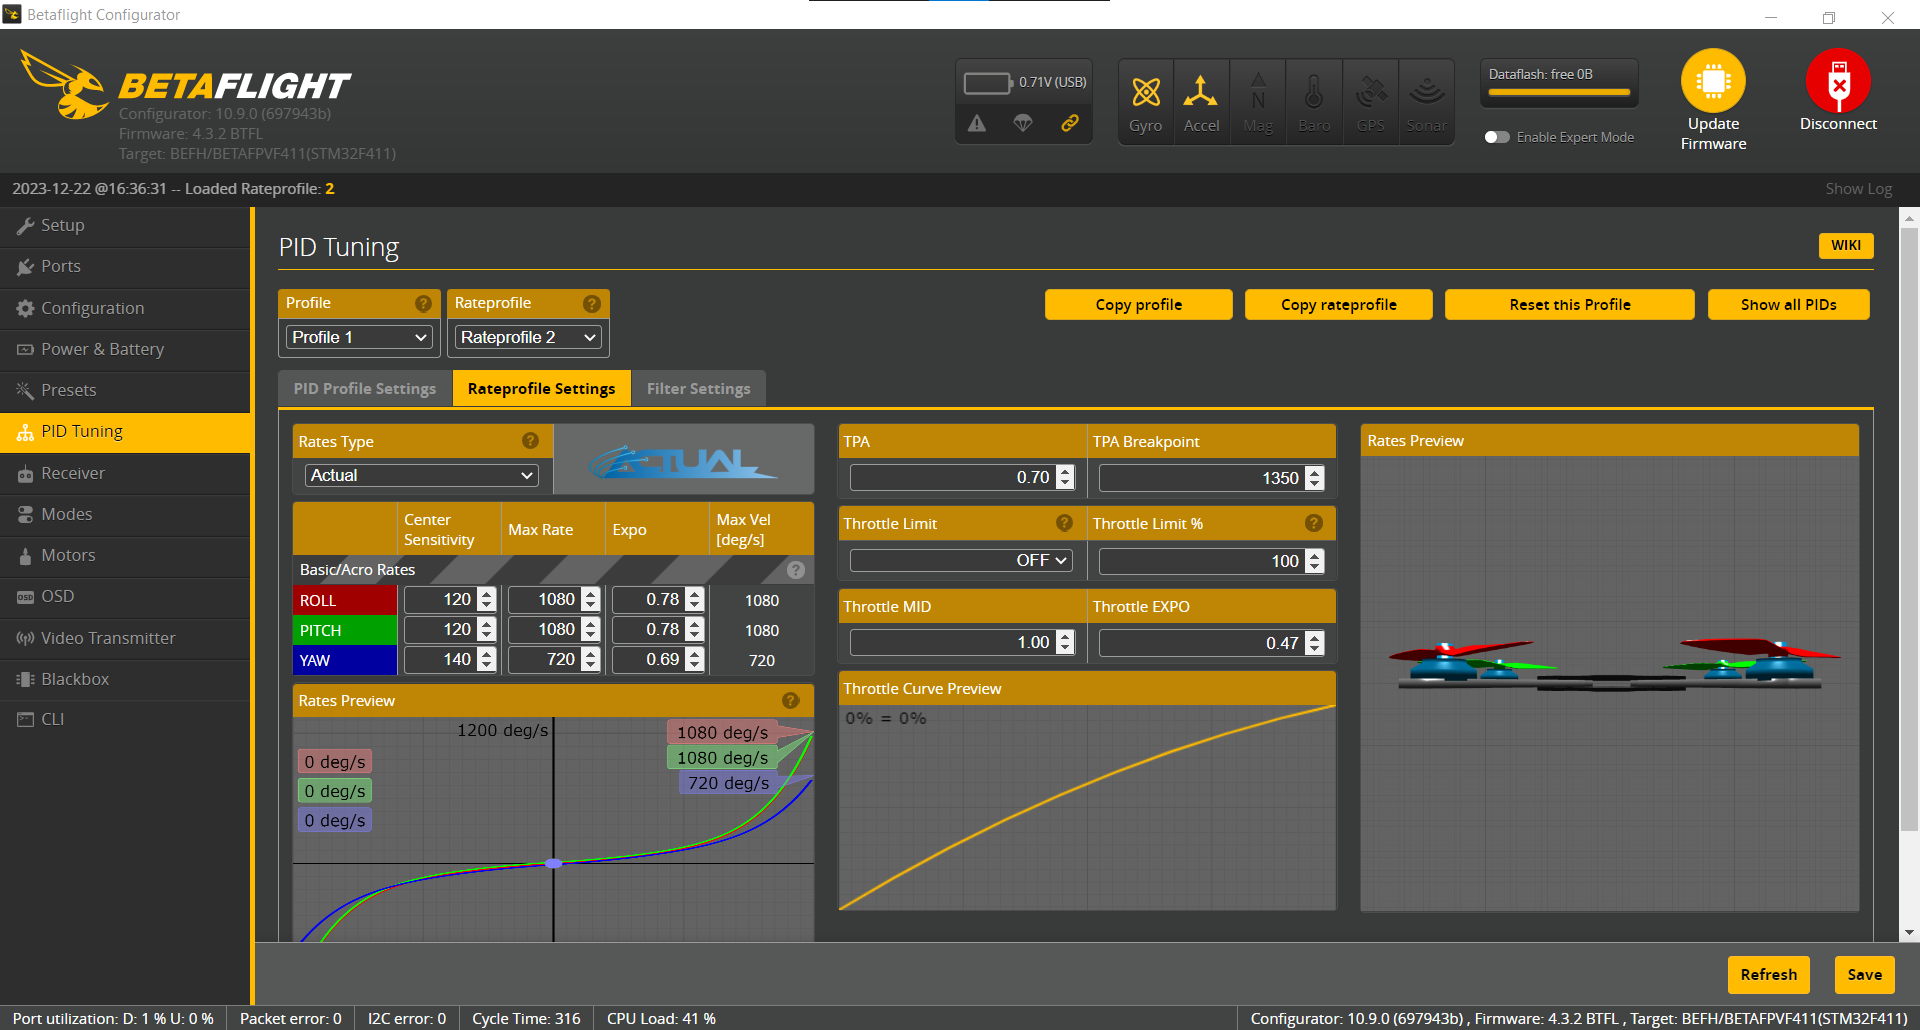 Betaflight Configurator
BETAFLIGHT
Configurator: 10.9.0 (697943b)
Firmware: 4.3.2 BTFL
Target: BEFH/BETAFPVF411(STM32F411)
0.71V (USB)
Gyro
Accel
Mag
Baro
GPS
Sonar
Dataflash: free 0B
Enable Expert Mode
Update
Firmware
Disconnect
2023-12-22 @16:36:31 -- Loaded Rateprofile: 2
Show Log
Setup
Ports
Configuration
Power & Battery
Presets
PID Tuning
Receiver
Modes
Motors
OSD
Video Transmitter
Blackbox
CLI
PID Tuning
WIKI
Profile
Profile 1
Rateprofile
Rateprofile 2
Copy profile
Copy rateprofile
Reset this Profile
Show all PIDs
PID Profile Settings
Rateprofile Settings
Filter Settings
Rates Type
Actual
ACTUAL
Center
Sensitivity
Max Rate
Expo
Max Vel
[deg/s]
Basic/Acro Rates
ROLL 120 1080 0.78 1080
PITCH 120 1080 0.78 1080
YAW 140 720 0.69 720
Rates Preview
1200 deg/s
1080 deg/s
1080 deg/s
720 deg/s
0 deg/s
0 deg/s
0 deg/s
TPA
0.70
TPA Breakpoint
1350
Throttle Limit
OFF
Throttle Limit %
100
Throttle MID
1.00
Throttle EXPO
0.47
Throttle Curve Preview
0% = 0%
Rates Preview
Refresh
Save
Port utilization: D: 1 % U: 0 %
Packet error: 0
I2C error: 0
Cycle Time: 316
CPU Load: 41 %
Configurator: 10.9.0 (697943b) , Firmware: 4.3.2 BTFL , Target: BEFH/BETAFPVF411(STM32F411)